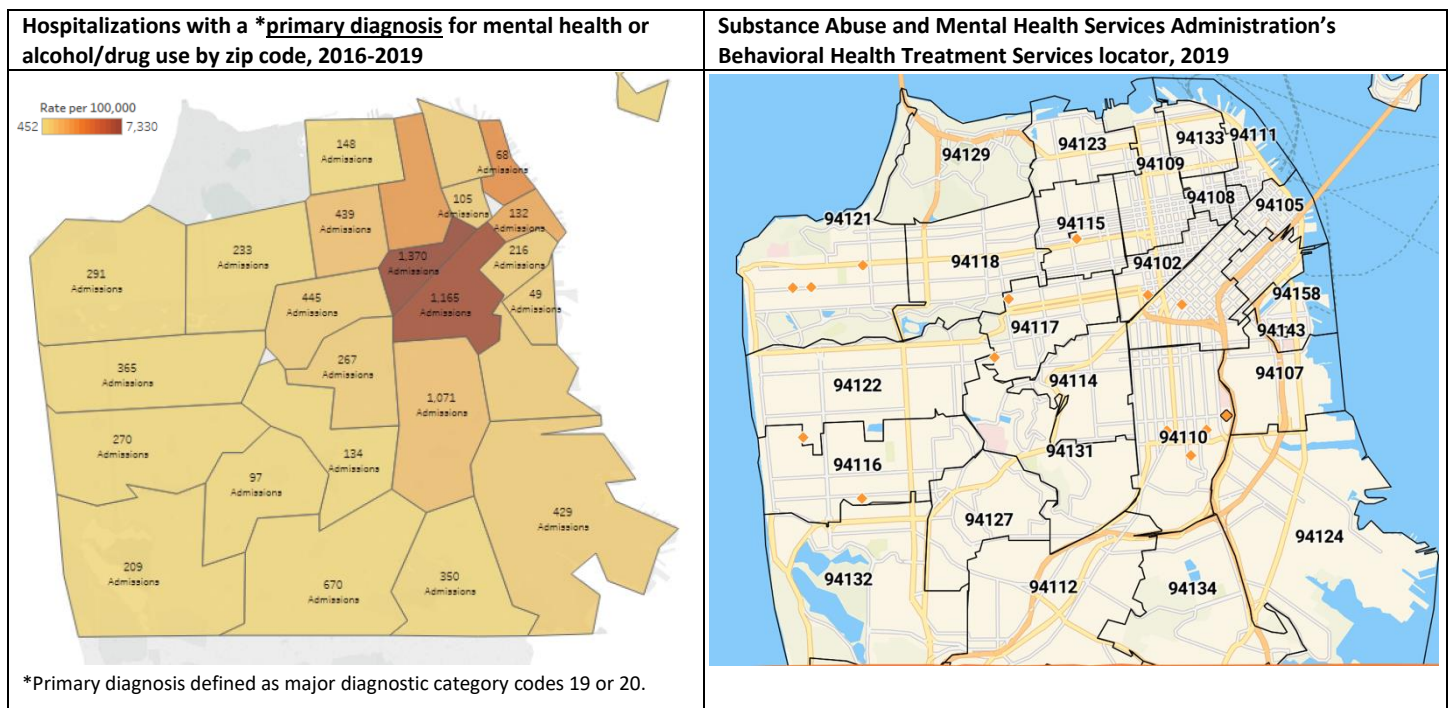 Hospitalizations with a *primary diagnosis for mental health or
alcohol/drug use by zip code, 2016-2019
Rate per 100,000
452
7,330
148
Admissions
68
Admissions
105
Admissions
439
Admissions
132
Admissions
233
Admissions
1,370
Admissions
216
Admissions
291
Admissions
445
Admissions
1,165
Admissions
49
Admissions
365
Admissions
267
Admissions
1,071
Admissions
270
Admissions
134
Admissions
97
Admissions
429
Admissions
209
Admissions
670
Admissions
350
Admissions
*Primary diagnosis defined as major diagnostic category codes 19 or 20.
Substance Abuse and Mental Health Services Administration’s
Behavioral Health Treatment Services locator, 2019
94129
94123
94133
94111
94109
94108
94105
94121
94115
94118
94102
94158
94117
94143
94122
94114
94107
94116
94131
94110
94127
94124
94132
94112
94134